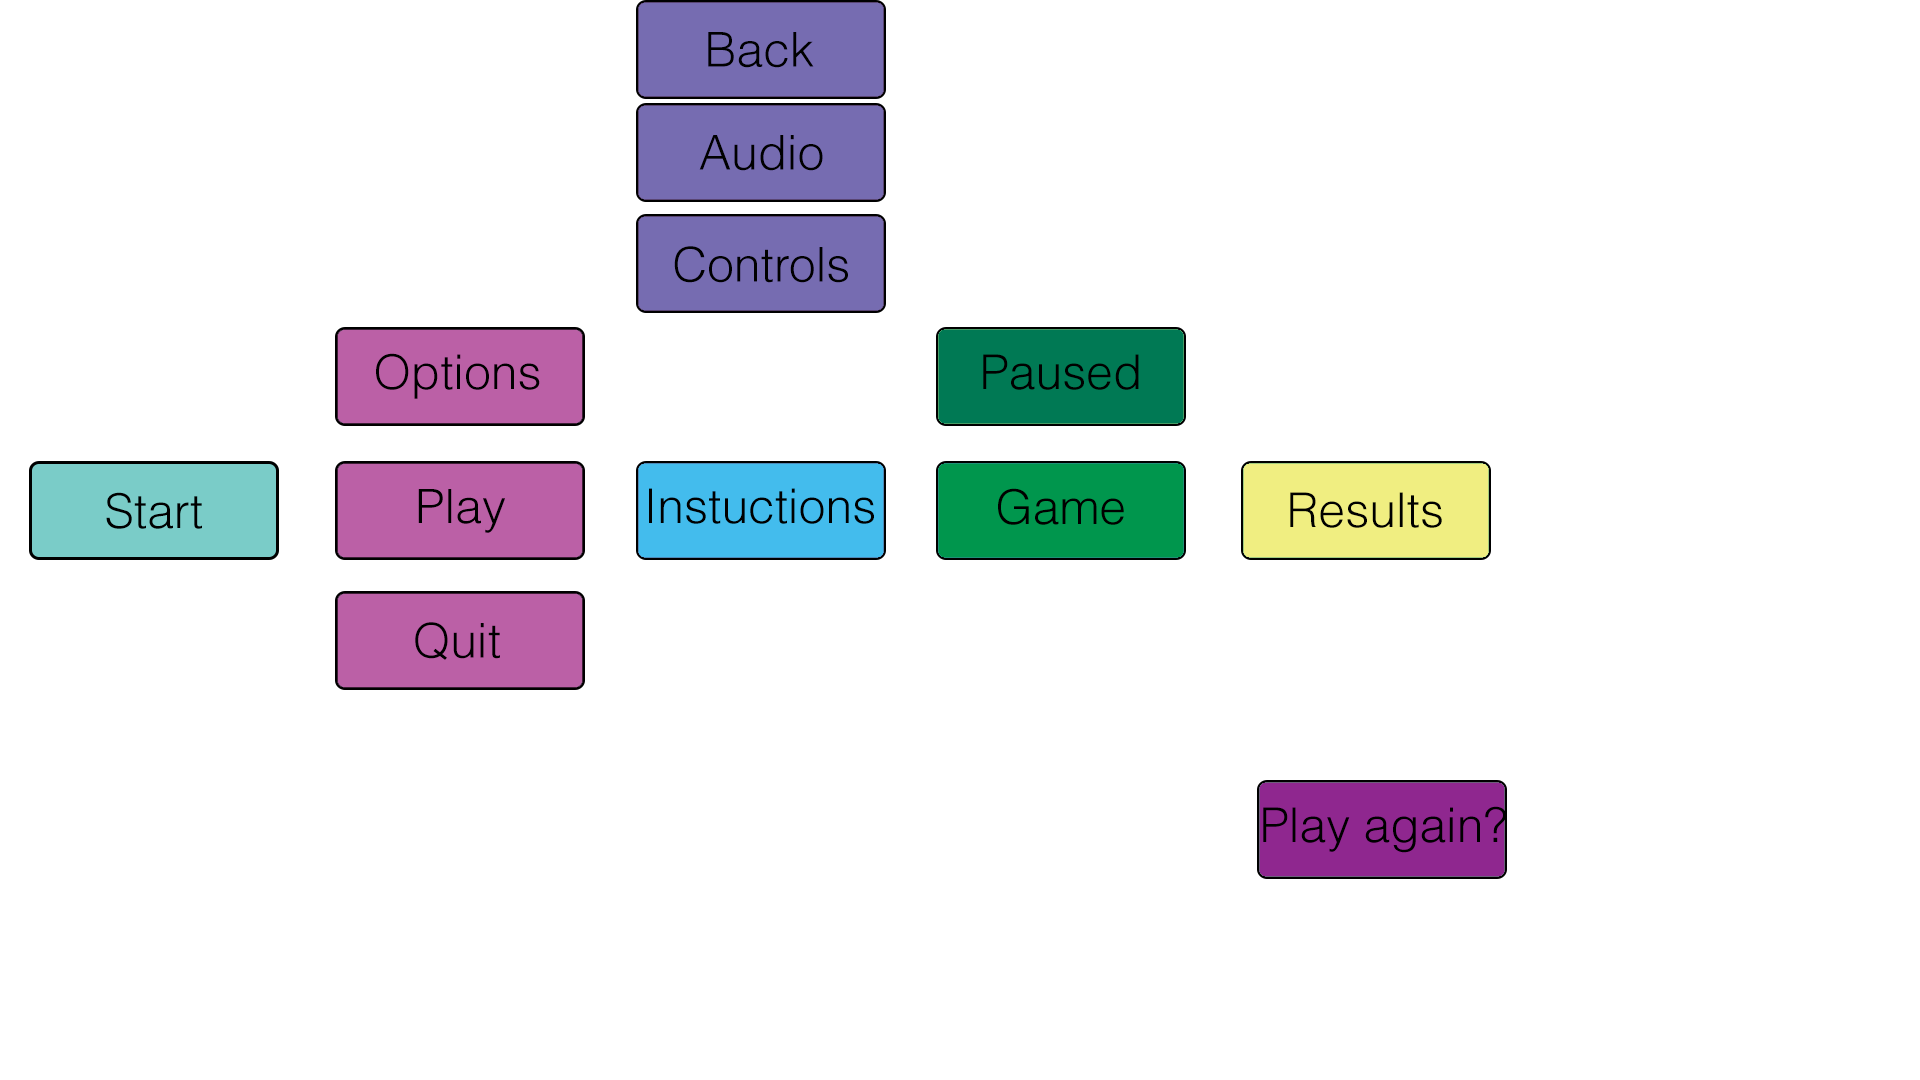 Back
Audio
Controls
Options
Paused
Start
Play
Instuctions
Game
Results
Quit
Play again?